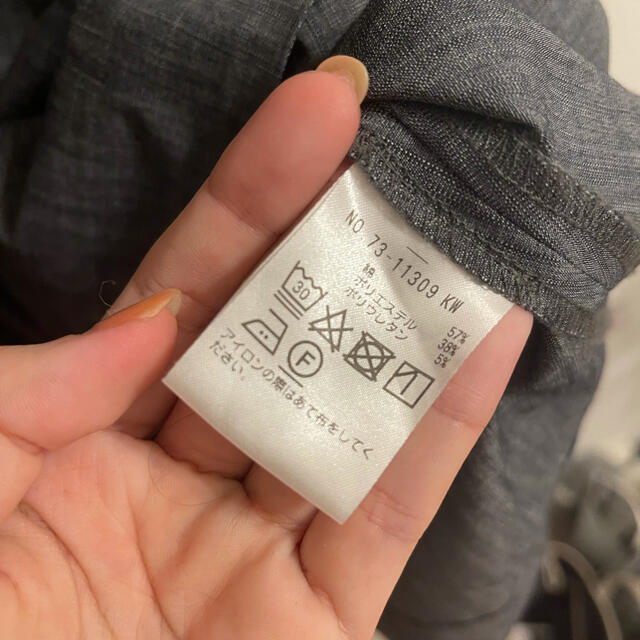 NO 73-11309 KW
綿 57%
ポリエステル 38%
ポリウレタン 5%
30
F
アイロンの際はあて布をしてく
ださい。